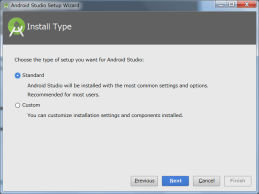 Android Studio Setup Wizard
Install Type
Choose the type of setup you want for Android Studio:
Standard
Android Studio will be installed with the most common settings and options.
Recommended for most users.
Custom
You can customize installation settings and components installed.
Previous Next Cancel Finish